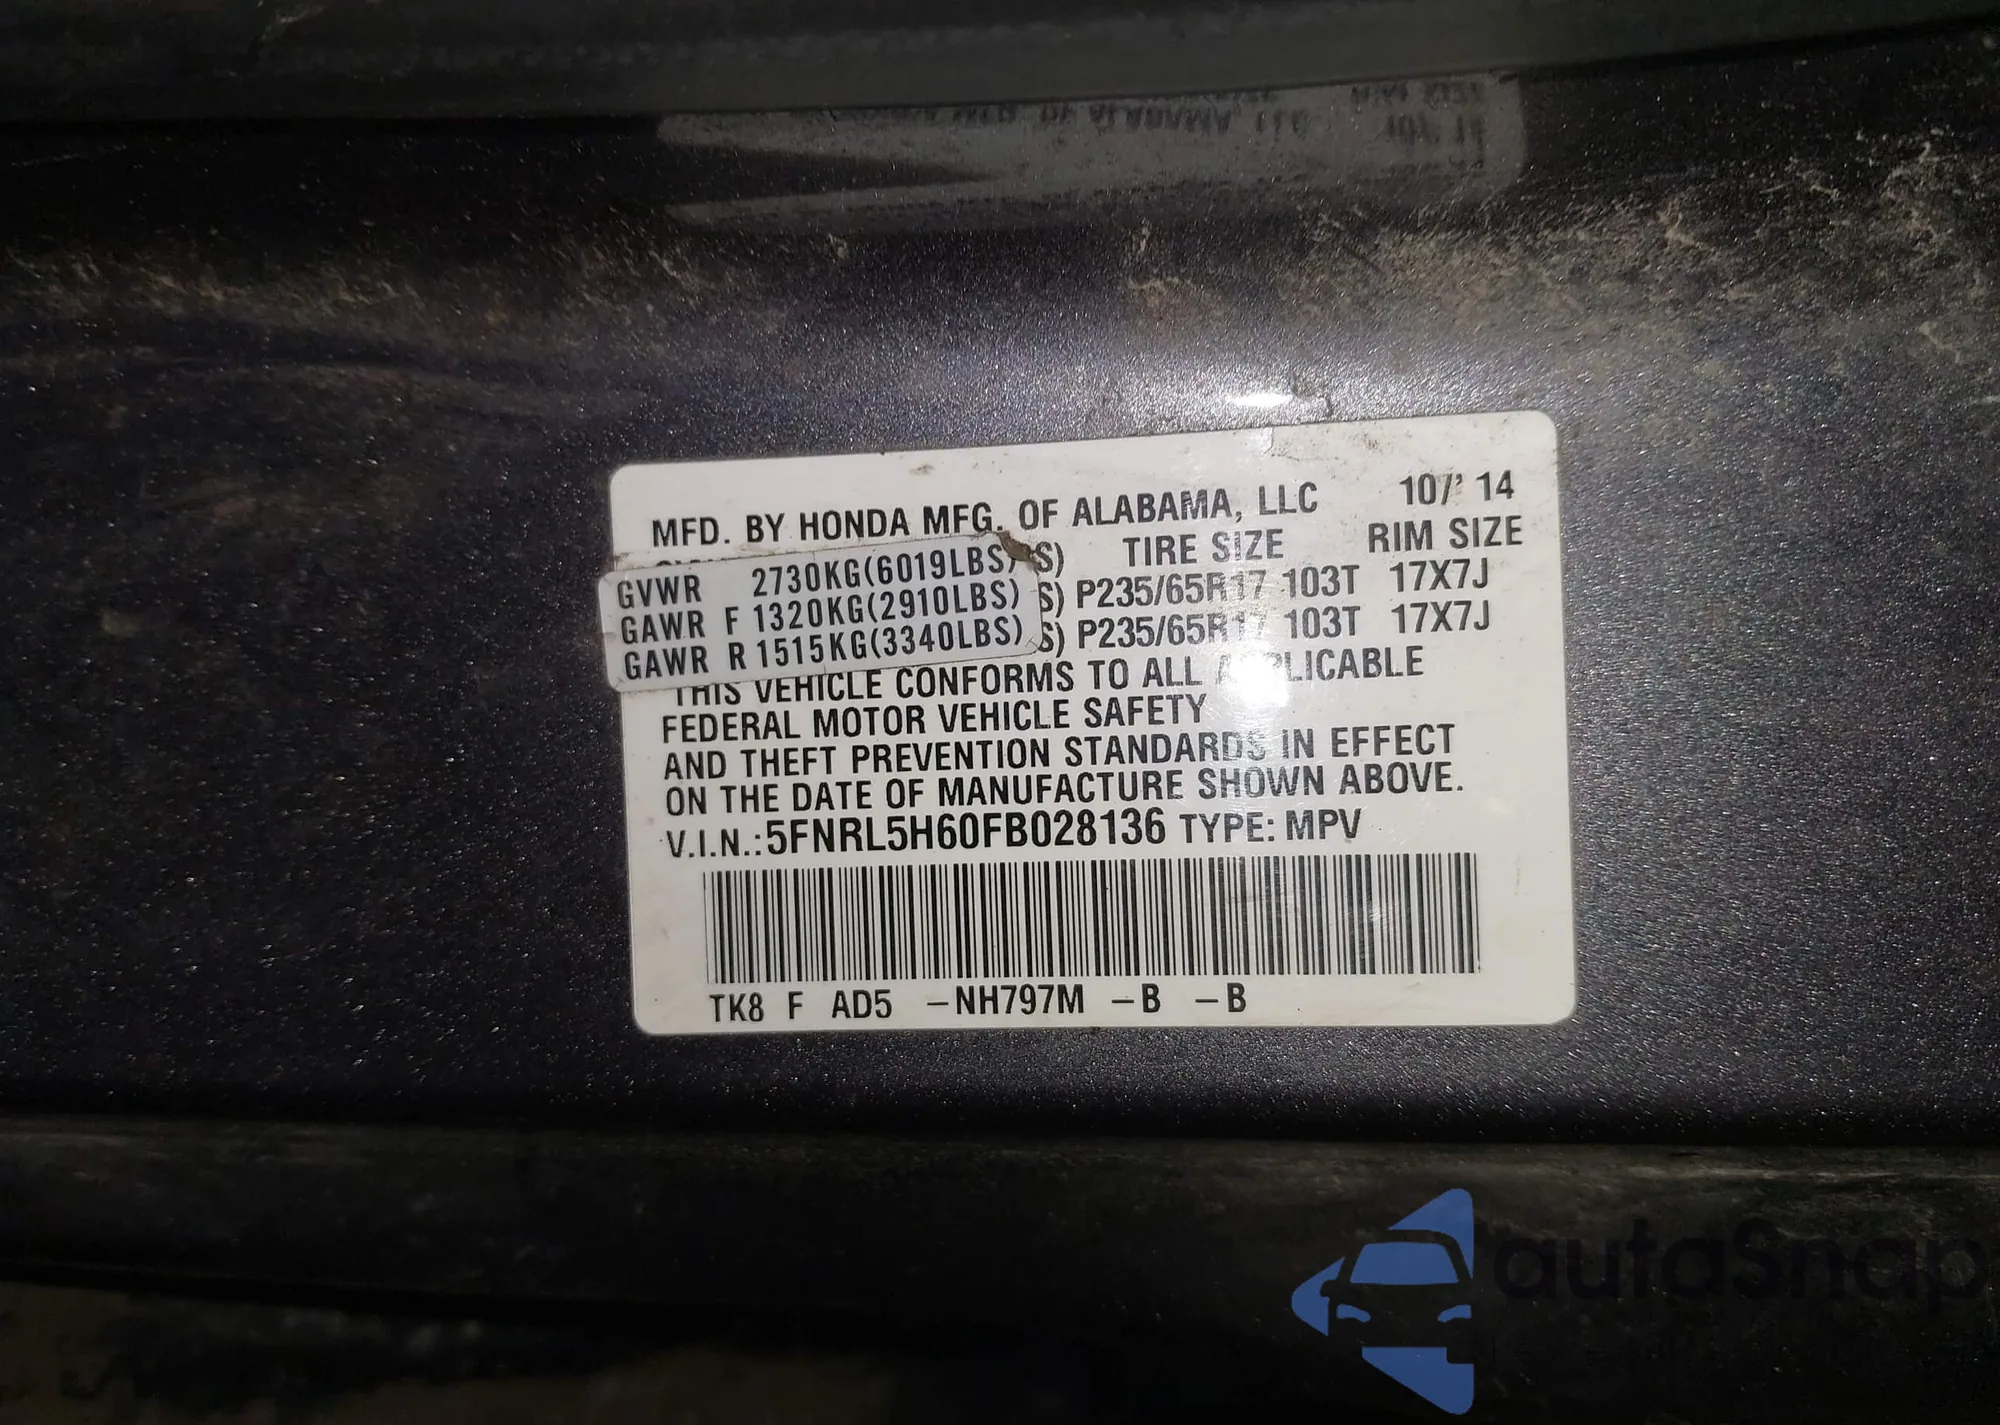 MFD. BY HONDA MFG. OF ALABAMA, LLC 10/' 14
TIRE SIZE RIM SIZE
GVWR 2730KG(6019LBS) S)
GAWR F 1320KG(2910LBS) S) P235/65R17 103T 17X7J
GAWR R 1515KG(3340LBS) S) P235/65R17 103T 17X7J
THIS VEHICLE CONFORMS TO ALL APPLICABLE
FEDERAL MOTOR VEHICLE SAFETY
AND THEFT PREVENTION STANDARDS IN EFFECT
ON THE DATE OF MANUFACTURE SHOWN ABOVE.
V.I.N.:5FNRL5H60FB028136 TYPE: MPV
TK8 F AD5 -NH797M -B -B
autasnap